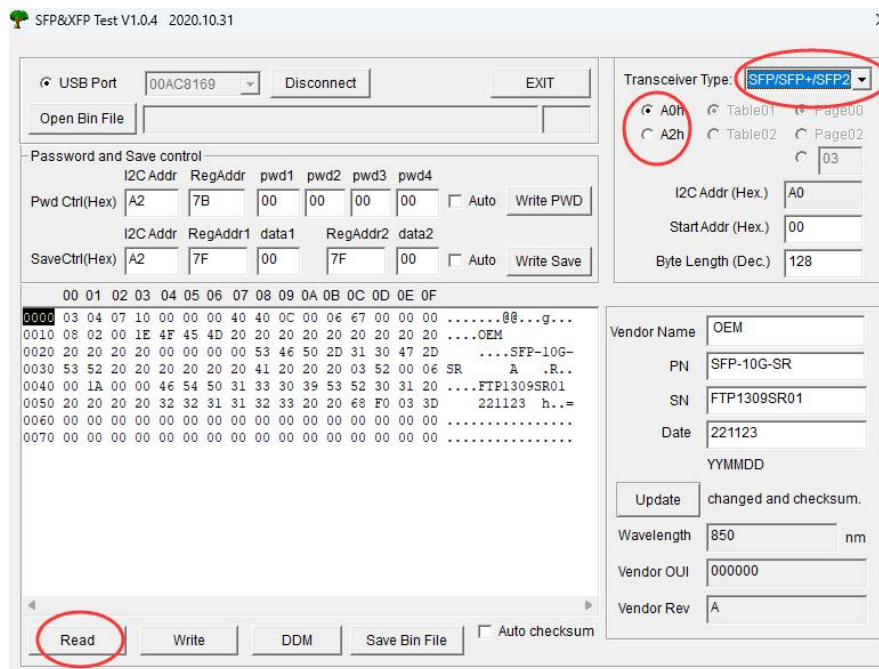 SFP&XFP Test V1.0.4 2020.10.31
USB Port 00AC8169 Disconnect EXIT
Open Bin File
Password and Save control
I2C Addr RegAddr pwd1 pwd2 pwd3 pwd4
Pwd Ctrl(Hex) A2 7B 00 00 00 00 Auto Write PWD
I2C Addr RegAddr1 data1 RegAddr2 data2
SaveCtrl(Hex) A2 7F 00 7F 00 Auto Write Save
Transceiver Type: SFP/SFP+/SFP2
A0h Table01 Page00
A2h Table02 Page02
03
I2C Addr (Hex.) A0
Start Addr (Hex.) 00
Byte Length (Dec.) 128
00 01 02 03 04 05 06 07 08 09 0A 0B 0C 0D 0E 0F
0000 03 04 07 10 00 00 00 40 40 0C 00 06 67 00 00 00 .......@@...g...
0010 08 02 00 1E 4F 45 4D 20 20 20 20 20 20 20 20 20 ....OEM
0020 20 20 20 20 00 00 00 00 53 46 50 2D 31 30 47 2D ....SFP-10G-
0030 53 52 20 20 20 20 20 20 41 20 20 20 03 52 00 06 SR A .R..
0040 00 1A 00 00 46 54 50 31 33 30 39 53 52 30 31 20 ....FTP1309SR01
0050 20 20 20 20 32 32 31 31 32 33 20 20 68 F0 03 3D 221123 h..=
0060 00 00 00 00 00 00 00 00 00 00 00 00 00 00 00 00 ................
0070 00 00 00 00 00 00 00 00 00 00 00 00 00 00 00 00 ................
Vendor Name OEM
PN SFP-10G-SR
SN FTP1309SR01
Date 221123
YYMMDD
Update changed and checksum.
Wavelength 850 nm
Vendor OUI 000000
Vendor Rev A
Read Write DDM Save Bin File Auto checksum